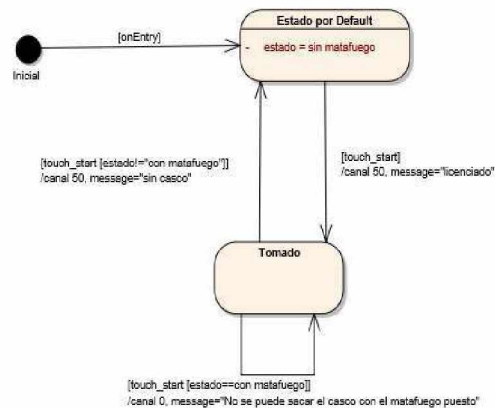 Estado por Default
[onEntry]
- estado = sin matafuego
Inicial
[touch_start [estado!="con matafuego"]]
/canal 50, message="sin casco"
[touch_start]
/canal 50, message="licenciado"
Tomado
[touch_start [estado==con matafuego]]
/canal 0, message="No se puede sacar el casco con el matafuego puesto"